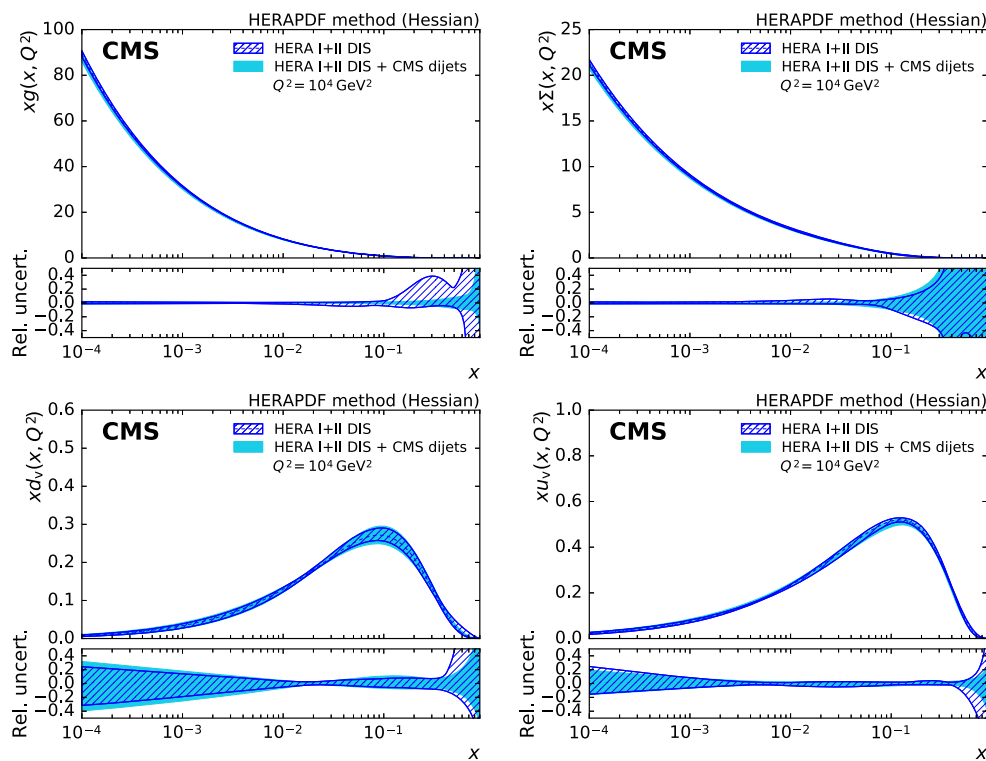 HERAPDF method (Hessian)
CMS
HERA I+II DIS
HERA I+II DIS + CMS dijets
Q² = 10⁴ GeV²
xg(x, Q²)
100
80
60
40
20
0
Rel. uncert.
0.4
0.2
0.0
−0.2
−0.4
10⁻⁴ 10⁻³ 10⁻² 10⁻¹
x
HERAPDF method (Hessian)
CMS
HERA I+II DIS
HERA I+II DIS + CMS dijets
Q² = 10⁴ GeV²
xΣ(x, Q²)
25
20
15
10
5
0
Rel. uncert.
0.4
0.2
0.0
−0.2
−0.4
10⁻⁴ 10⁻³ 10⁻² 10⁻¹
x
HERAPDF method (Hessian)
CMS
HERA I+II DIS
HERA I+II DIS + CMS dijets
Q² = 10⁴ GeV²
xdᵥ(x, Q²)
0.6
0.5
0.4
0.3
0.2
0.1
0.0
Rel. uncert.
0.4
0.2
0.0
−0.2
−0.4
10⁻⁴ 10⁻³ 10⁻² 10⁻¹
x
HERAPDF method (Hessian)
CMS
HERA I+II DIS
HERA I+II DIS + CMS dijets
Q² = 10⁴ GeV²
xuᵥ(x, Q²)
1.0
0.8
0.6
0.4
0.2
0.0
Rel. uncert.
0.4
0.2
0.0
−0.2
−0.4
10⁻⁴ 10⁻³ 10⁻² 10⁻¹
x